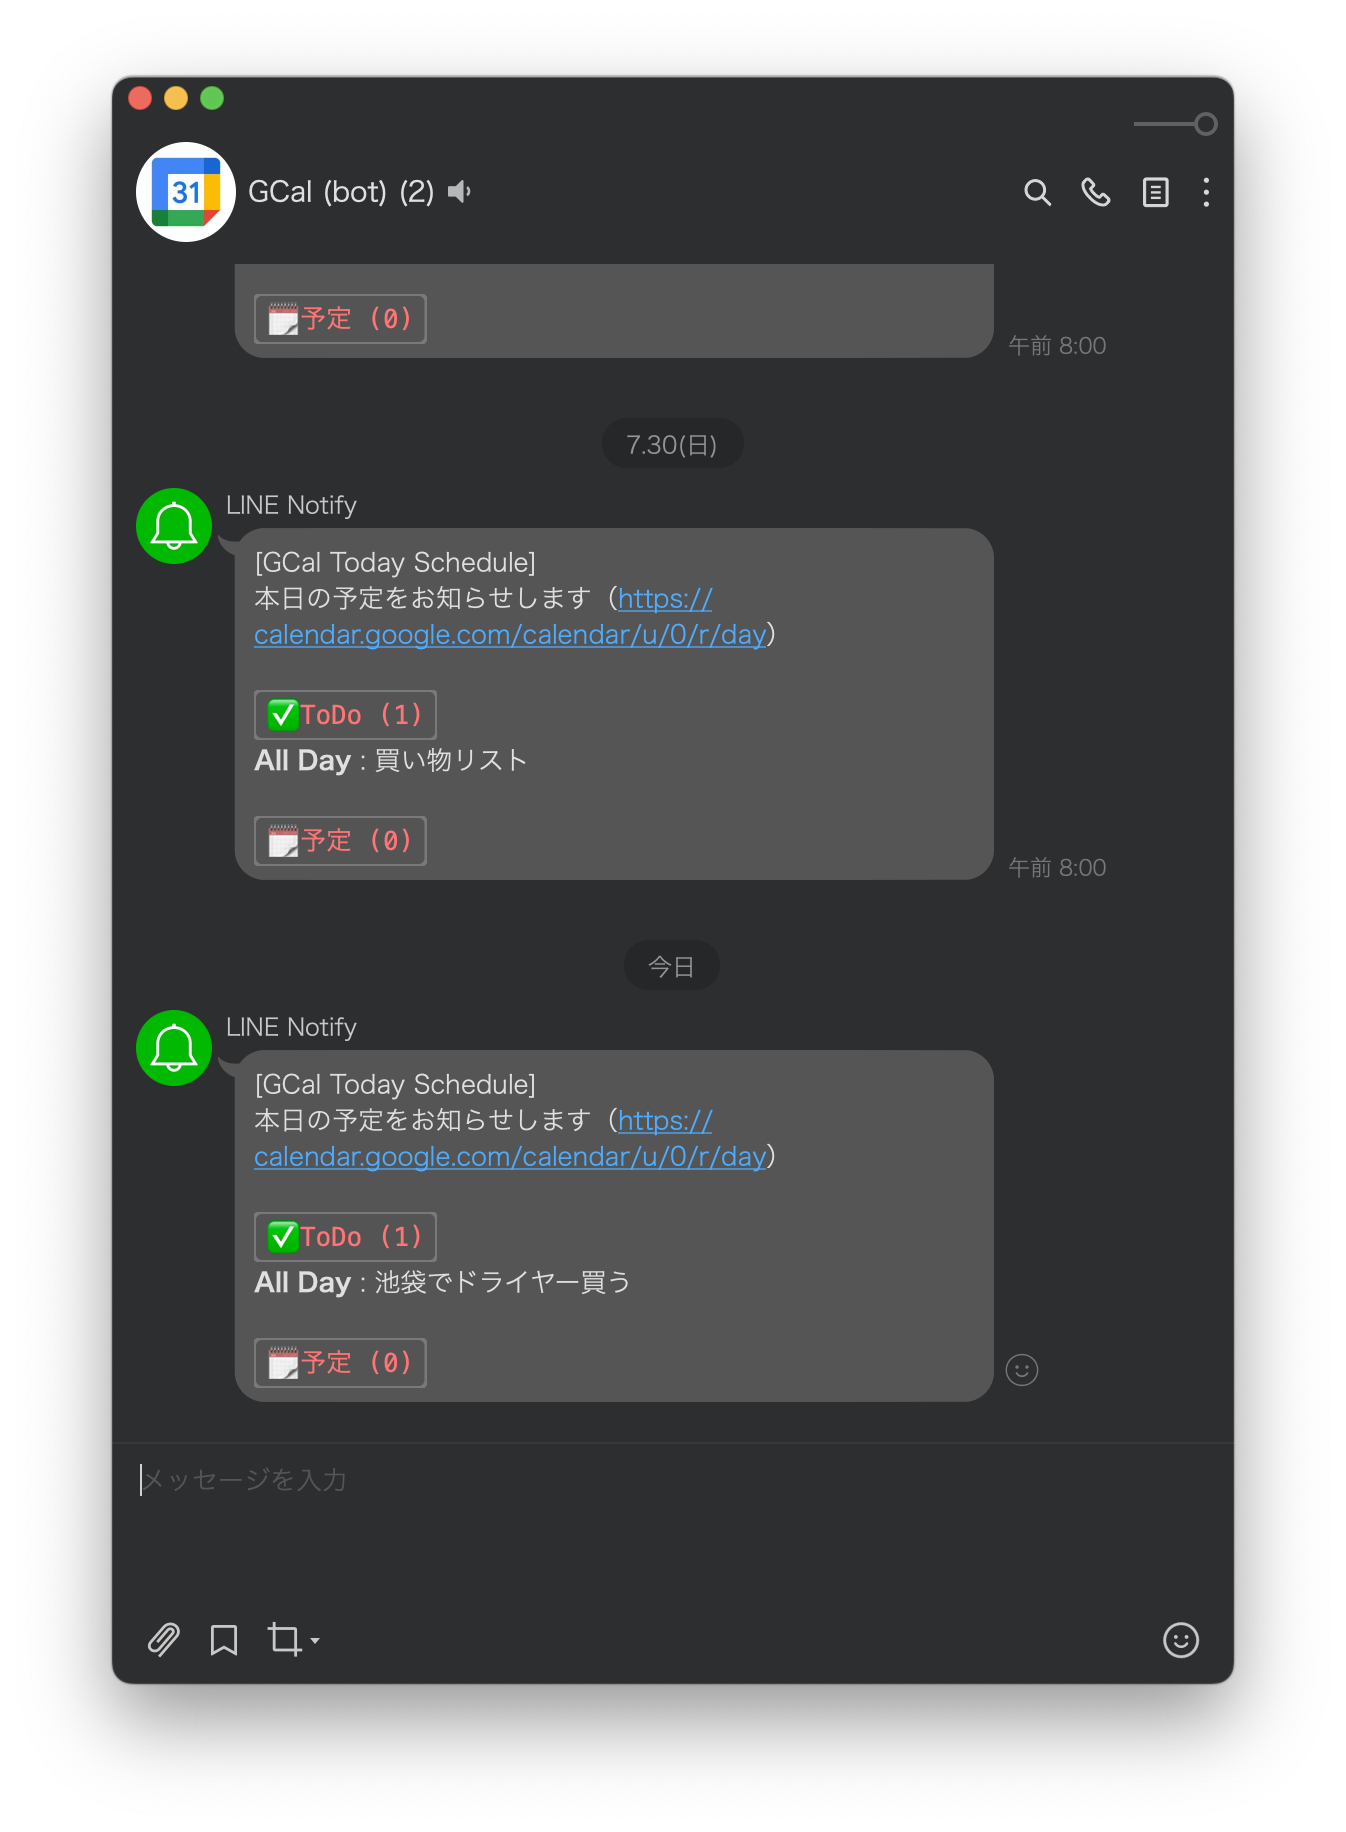 31
GCal (bot) (2)
予定 (0)
午前 8:00
7.30(日)
LINE Notify
[GCal Today Schedule]
本日の予定をお知らせします（https://
calendar.google.com/calendar/u/0/r/day）
✅ToDo (1)
All Day : 買い物リスト
予定 (0)
午前 8:00
今日
LINE Notify
[GCal Today Schedule]
本日の予定をお知らせします（https://
calendar.google.com/calendar/u/0/r/day）
✅ToDo (1)
All Day : 池袋でドライヤー買う
予定 (0)
メッセージを入力